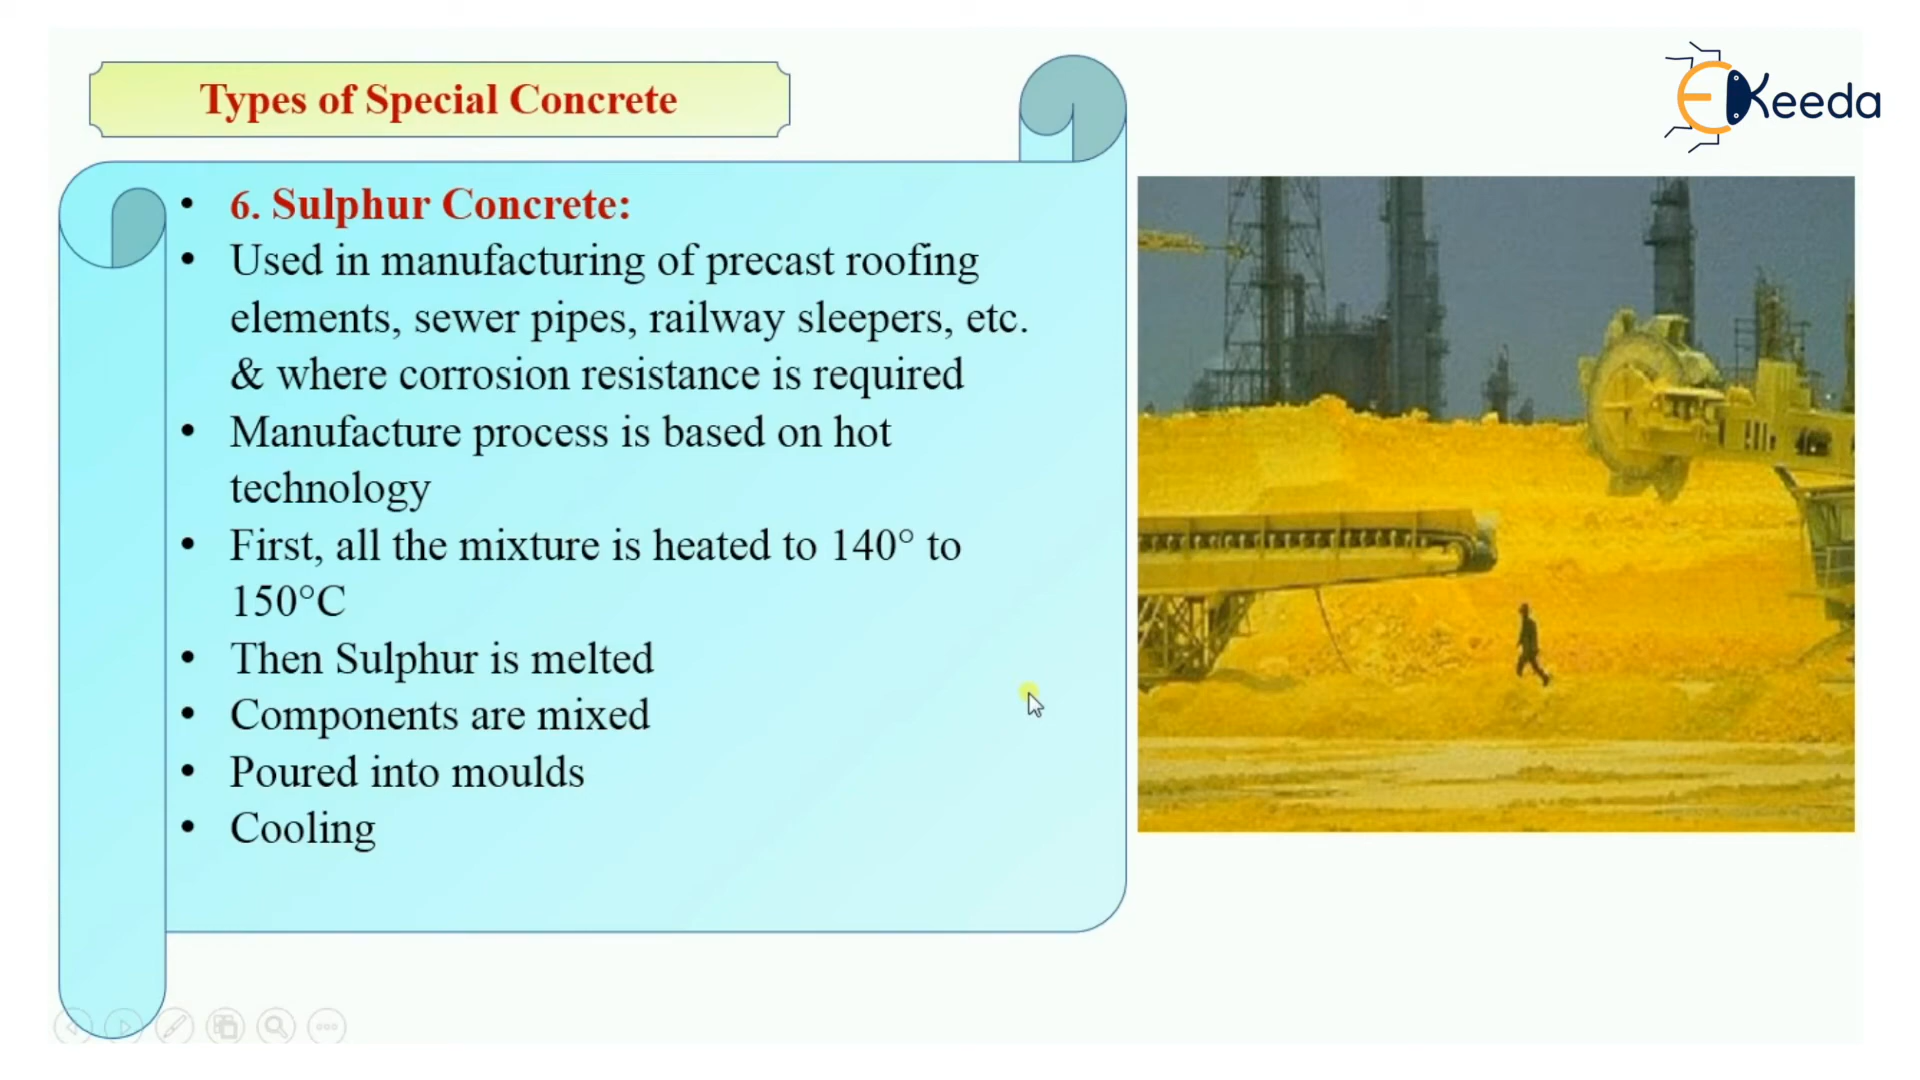 Types of Special Concrete
EKeeda
• 6. Sulphur Concrete:
• Used in manufacturing of precast roofing
elements, sewer pipes, railway sleepers, etc.
& where corrosion resistance is required
• Manufacture process is based on hot
technology
• First, all the mixture is heated to 140° to
150°C
• Then Sulphur is melted
• Components are mixed
• Poured into moulds
• Cooling